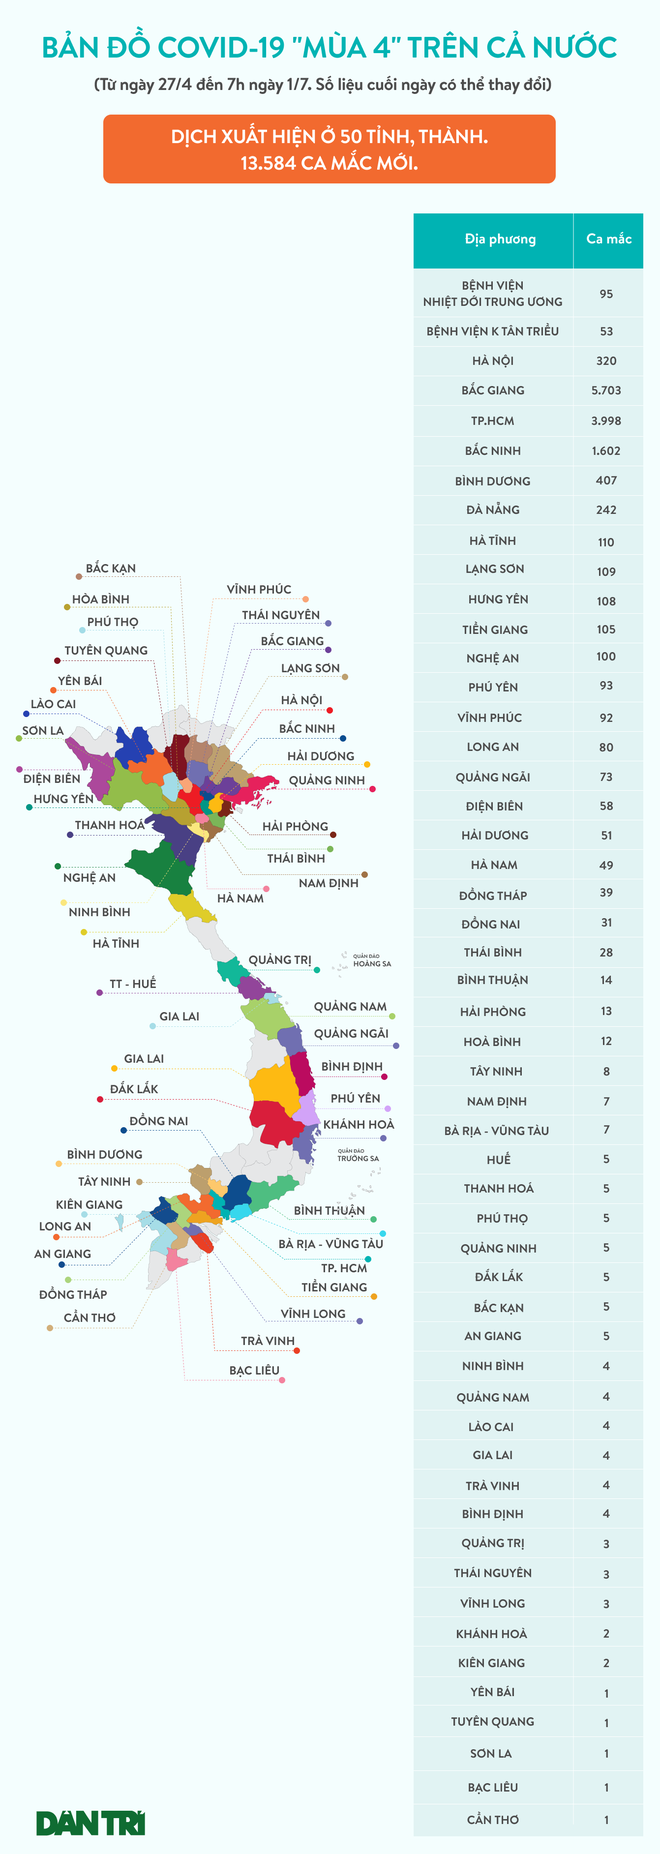 BẢN ĐỒ COVID-19 "MÙA 4" TRÊN CẢ NƯỚC
(Từ ngày 27/4 đến 7h ngày 1/7. Số liệu cuối ngày có thể thay đổi)
DỊCH XUẤT HIỆN Ở 50 TỈNH, THÀNH.
13.584 CA MẮC MỚI.
BẮC KẠN
HÒA BÌNH
PHÚ THỌ
TUYÊN QUANG
YÊN BÁI
LÀO CAI
SƠN LA
ĐIỆN BIÊN
HƯNG YÊN
THANH HOÁ
NGHỆ AN
NINH BÌNH
HÀ TĨNH
VĨNH PHÚC
THÁI NGUYÊN
BẮC GIANG
LẠNG SƠN
HÀ NỘI
BẮC NINH
HẢI DƯƠNG
QUẢNG NINH
HẢI PHÒNG
THÁI BÌNH
NAM ĐỊNH
HÀ NAM
QUẢNG TRỊ
QUẦN ĐẢO
HOÀNG SA
TT - HUẾ
GIA LAI
QUẢNG NAM
QUẢNG NGÃI
GIA LAI
BÌNH ĐỊNH
ĐẮK LẮK
PHÚ YÊN
ĐỒNG NAI
KHÁNH HOÀ
BÌNH DƯƠNG
QUẦN ĐẢO
TRƯỜNG SA
TÂY NINH
KIÊN GIANG
LONG AN
AN GIANG
ĐỒNG THÁP
CẦN THƠ
BÌNH THUẬN
BÀ RỊA - VŨNG TÀU
TP. HCM
TIỀN GIANG
VĨNH LONG
TRÀ VINH
BẠC LIÊU
Địa phương Ca mắc
BỆNH VIỆN
NHIỆT ĐỚI TRUNG ƯƠNG 95
BỆNH VIỆN K TÂN TRIỀU 53
HÀ NỘI 320
BẮC GIANG 5.703
TP.HCM 3.998
BẮC NINH 1.602
BÌNH DƯƠNG 407
ĐÀ NẴNG 242
HÀ TĨNH 110
LẠNG SƠN 109
HƯNG YÊN 108
TIỀN GIANG 105
NGHỆ AN 100
PHÚ YÊN 93
VĨNH PHÚC 92
LONG AN 80
QUẢNG NGÃI 73
ĐIỆN BIÊN 58
HẢI DƯƠNG 51
HÀ NAM 49
ĐỒNG THÁP 39
ĐỒNG NAI 31
THÁI BÌNH 28
BÌNH THUẬN 14
HẢI PHÒNG 13
HOÀ BÌNH 12
TÂY NINH 8
NAM ĐỊNH 7
BÀ RỊA - VŨNG TÀU 7
HUẾ 5
THANH HOÁ 5
PHÚ THỌ 5
QUẢNG NINH 5
ĐẮK LẮK 5
BẮC KẠN 5
AN GIANG 5
NINH BÌNH 4
QUẢNG NAM 4
LÀO CAI 4
GIA LAI 4
TRÀ VINH 4
BÌNH ĐỊNH 4
QUẢNG TRỊ 3
THÁI NGUYÊN 3
VĨNH LONG 3
KHÁNH HOÀ 2
KIÊN GIANG 2
YÊN BÁI 1
TUYÊN QUANG 1
SƠN LA 1
BẠC LIÊU 1
CẦN THƠ 1
DÂN TRÍ